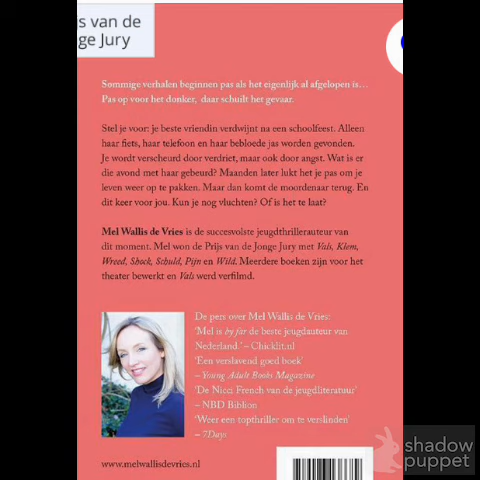 s van de
ge Jury
Sommige verhalen beginnen pas als het eigenlijk al afgelopen is…
Pas op voor het donker, daar schuilt het gevaar.
Stel je voor: je beste vriendin verdwijnt na een schoolfeest. Alleen
haar fiets, haar telefoon en haar bebloede jas worden gevonden.
Je wordt verscheurd door verdriet, maar ook door angst. Wat is er
die avond met haar gebeurd? Maanden later lukt het je pas om je
leven weer op te pakken. Maar dan komt de moordenaar terug. En
dit keer voor jou. Kun je nog vluchten? Of is het te laat?
Mel Wallis de Vries is de succesvolste jeugdthrillerauteur van
dit moment. Mel won de Prijs van de Jonge Jury met Vals, Klem,
Wreed, Shock, Schuld, Pijn en Wild. Meerdere boeken zijn voor het
theater bewerkt en Vals werd verfilmd.
De pers over Mel Wallis de Vries:
'Mel is by far de beste jeugdauteur van
Nederland.' – Chicklit.nl
'Een verslavend goed boek'
– Young Adult Books Magazine
'De Nicci French van de jeugdliteratuur'
– NBD Biblion
'Weer een topthriller om te verslinden'
– 7Days
www.melwallisdevries.nl
shadow
puppet